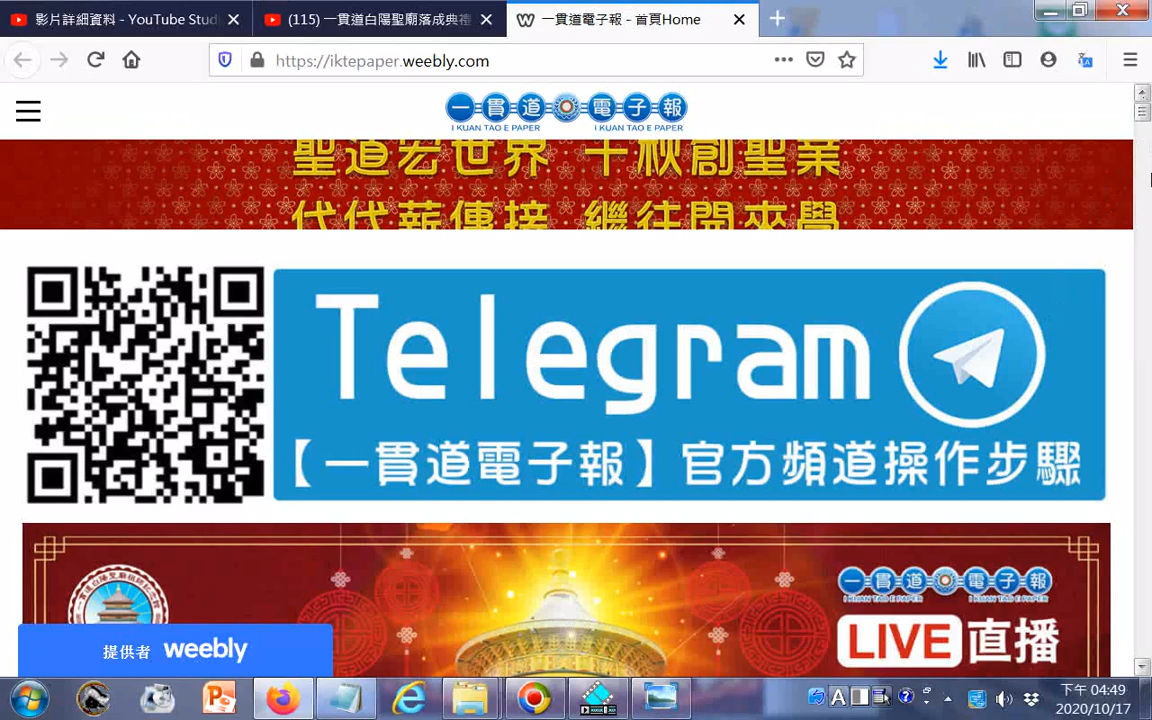 影片詳細資料 - YouTube Stud
(115) 一貫道白陽聖廟落成典禮
一貫道電子報 - 首頁Home
https://iktepaper.weebly.com
一貫道電子報
I KUAN TAO E PAPER I KUAN TAO E PAPER
聖道宏世界 千秋創聖業
代代薪傳接 繼往開來學
Telegram
【一貫道電子報】官方頻道操作步驟
一貫道電子報
I KUAN TAO E PAPER I KUAN TAO E PAPER
LIVE直播
提供者 weebly
下午 04:49
2020/10/17